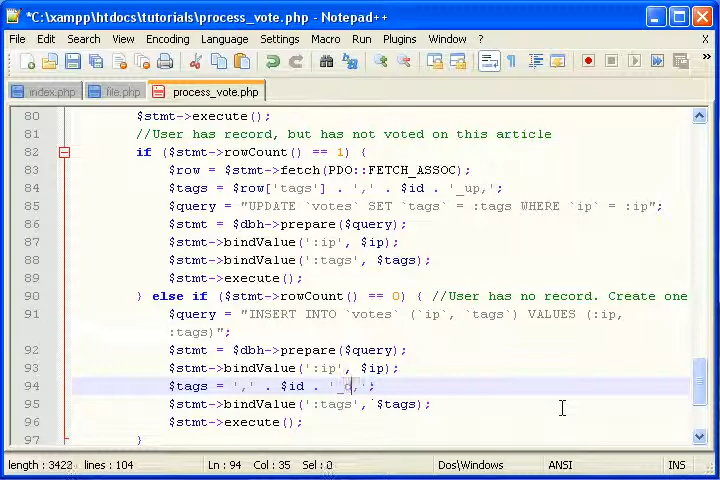 *C:\xampp\htdocs\tutorials\process_vote.php - Notepad++
File Edit Search View Encoding Language Settings Macro Run Plugins Window ? X
index.php file.php process_vote.php
80 $stmt->execute();
81 //User has record, but has not voted on this article
82 if ($stmt->rowCount() == 1) {
83 $row = $stmt->fetch(PDO::FETCH_ASSOC);
84 $tags = $row['tags'] . ',' . $id . '_up,';
85 $query = "UPDATE `votes` SET `tags` = :tags WHERE `ip` = :ip";
86 $stmt = $dbh->prepare($query);
87 $stmt->bindValue(':ip', $ip);
88 $stmt->bindValue(':tags', $tags);
89 $stmt->execute();
90 } else if ($stmt->rowCount() == 0) { //User has no record. Create one
91 $query = "INSERT INTO `votes` (`ip`, `tags`) VALUES (:ip,
:tags)";
92 $stmt = $dbh->prepare($query);
93 $stmt->bindValue(':ip', $ip);
94 $tags = ',' . $id . '_d,';
95 $stmt->bindValue(':tags', $tags);
96 $stmt->execute();
97 }
length : 3422 lines : 104 Ln : 94 Col : 35 Sel : 0 Dos\Windows ANSI INS